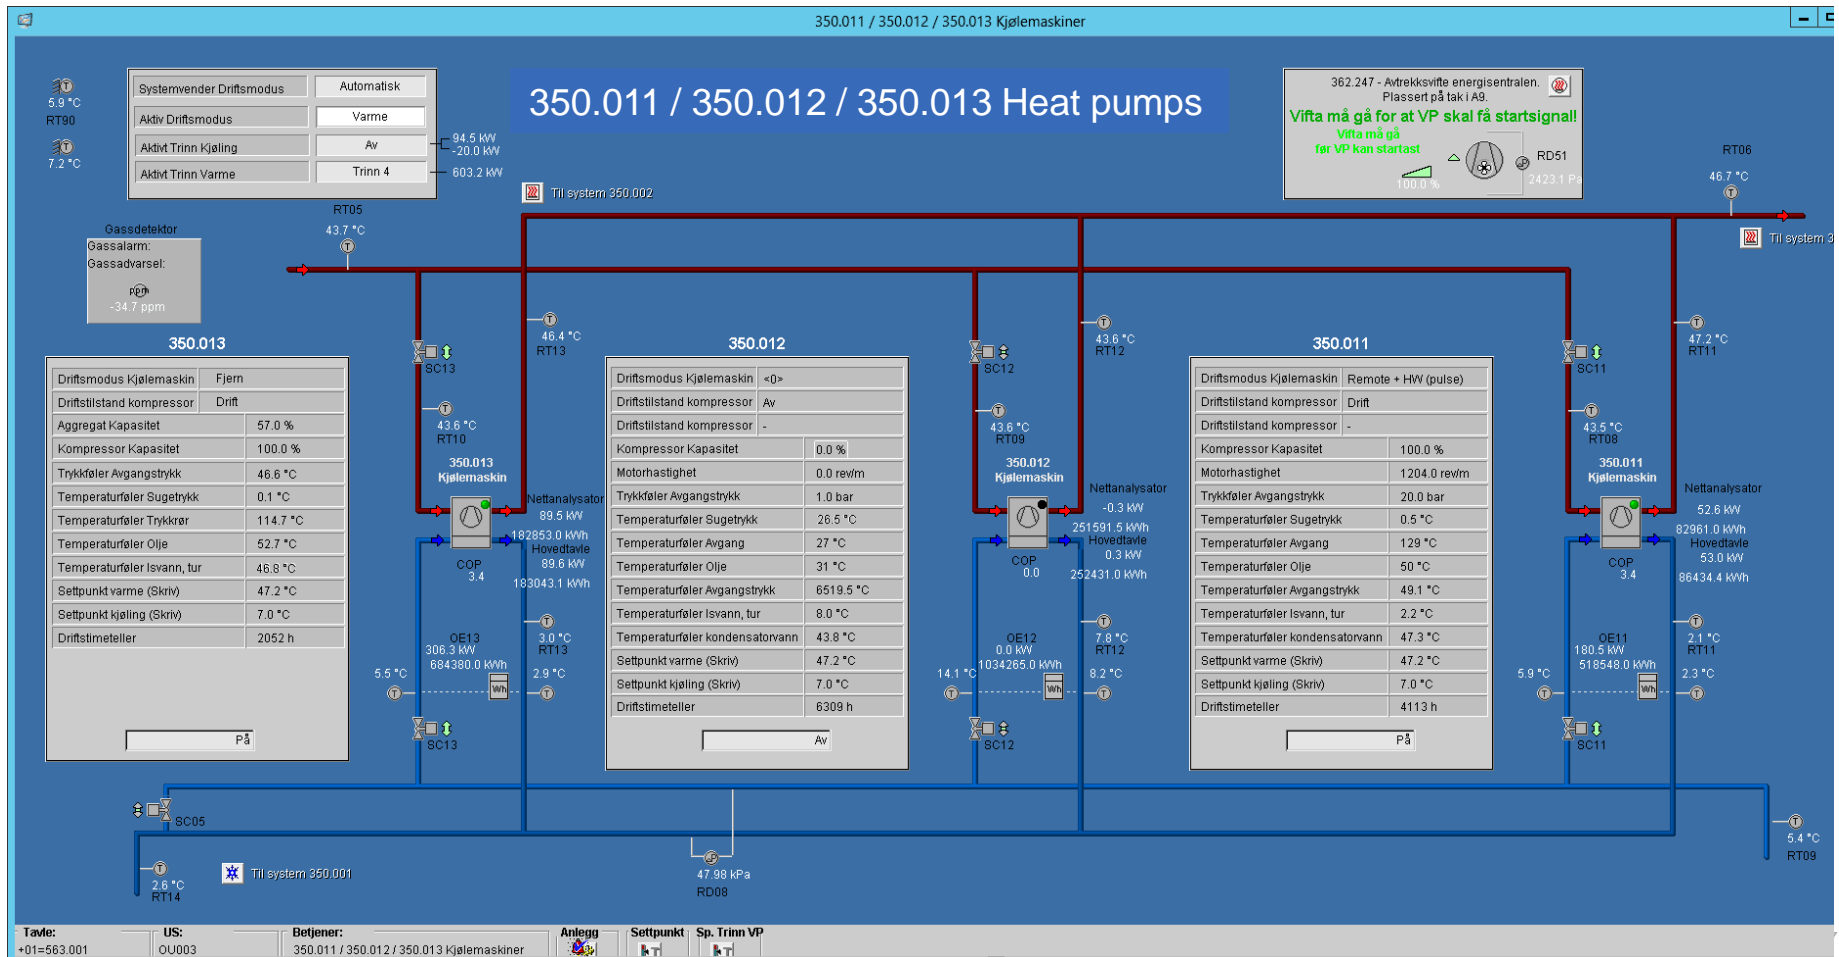 350.011 / 350.012 / 350.013 Kjølemaskiner
5.9 °C
RT90
7.2 °C
Systemvender Driftsmodus Automatisk
Aktiv Driftsmodus Varme
Aktivt Trinn Kjøling Av
Aktivt Trinn Varme Trinn 4
94.5 kW
-20.0 kW
603.2 kW
350.011 / 350.012 / 350.013 Heat pumps
362.247 - Avtrekksvifte energisentralen.
Plassert på tak i A9.
Vifta må gå for at VP skal få startsignal!
Vifta må gå
før VP kan startast
100.0 %
RD51
2423.1 Pa
RT06
46.7 °C
Til system 350.002
Til system 3
RT05
43.7 °C
Gassdetektor
Gassalarm:
Gassadvarsel:
ppm
-34.7 ppm
350.013
Driftsmodus Kjølemaskin Fjern
Driftstilstand kompressor Drift
Aggregat Kapasitet 57.0 %
Kompressor Kapasitet 100.0 %
Trykkføler Avgangstrykk 46.6 °C
Temperaturføler Sugetrykk 0.1 °C
Temperaturføler Trykkrør 114.7 °C
Temperaturføler Olje 52.7 °C
Temperaturføler Isvann, tur 46.8 °C
Settpunkt varme (Skriv) 47.2 °C
Settpunkt kjøling (Skriv) 7.0 °C
Driftstimeteller 2052 h
På
SC13
43.6 °C
RT10
46.4 °C
RT13
350.013
Kjølemaskin
Nettanalysator
89.5 kW
182853.0 kWh
Hovedtavle
89.6 kW
183043.1 kWh
COP
3.4
OE13
306.3 kW
684380.0 kWh
Wh
3.0 °C
RT13
5.5 °C
2.9 °C
SC13
350.012
Driftsmodus Kjølemaskin <0>
Driftstilstand kompressor Av
Driftstilstand kompressor -
Kompressor Kapasitet 0.0 %
Motorhastighet 0.0 rev/m
Trykkføler Avgangstrykk 1.0 bar
Temperaturføler Sugetrykk 26.5 °C
Temperaturføler Avgang 27 °C
Temperaturføler Olje 31 °C
Temperaturføler Avgangstrykk 6519.5 °C
Temperaturføler Isvann, tur 8.0 °C
Temperaturføler kondensatorvann 43.8 °C
Settpunkt varme (Skriv) 47.2 °C
Settpunkt kjøling (Skriv) 7.0 °C
Driftstimeteller 6309 h
Av
SC12
43.6 °C
RT09
43.6 °C
RT12
350.012
Kjølemaskin
Nettanalysator
-0.3 kW
251591.5 kWh
Hovedtavle
0.3 kW
252431.0 kWh
COP
0.0
OE12
0.0 kW
1034265.0 kWh
Wh
7.8 °C
RT12
14.1 °C
8.2 °C
SC12
350.011
Driftsmodus Kjølemaskin Remote + HW (pulse)
Driftstilstand kompressor Drift
Driftstilstand kompressor -
Kompressor Kapasitet 100.0 %
Motorhastighet 1204.0 rev/m
Trykkføler Avgangstrykk 20.0 bar
Temperaturføler Sugetrykk 0.5 °C
Temperaturføler Avgang 129 °C
Temperaturføler Olje 50 °C
Temperaturføler Avgangstrykk 49.1 °C
Temperaturføler Isvann, tur 2.2 °C
Temperaturføler kondensatorvann 47.3 °C
Settpunkt varme (Skriv) 47.2 °C
Settpunkt kjøling (Skriv) 7.0 °C
Driftstimeteller 4113 h
På
SC11
43.5 °C
RT08
47.2 °C
RT11
350.011
Kjølemaskin
Nettanalysator
52.6 kW
82961.0 kWh
Hovedtavle
53.0 kW
86434.4 kWh
COP
3.4
OE11
180.5 kW
518548.0 kWh
Wh
2.1 °C
RT11
5.9 °C
2.3 °C
SC11
SC05
2.6 °C
RT14
Til system 350.001
47.98 kPa
RD08
5.4 °C
RT09
Tavle: US: Betjener: Anlegg Settpunkt Sp. Trinn VP
+01=563.001 OU003 350.011 / 350.012 / 350.013 Kjølemaskiner